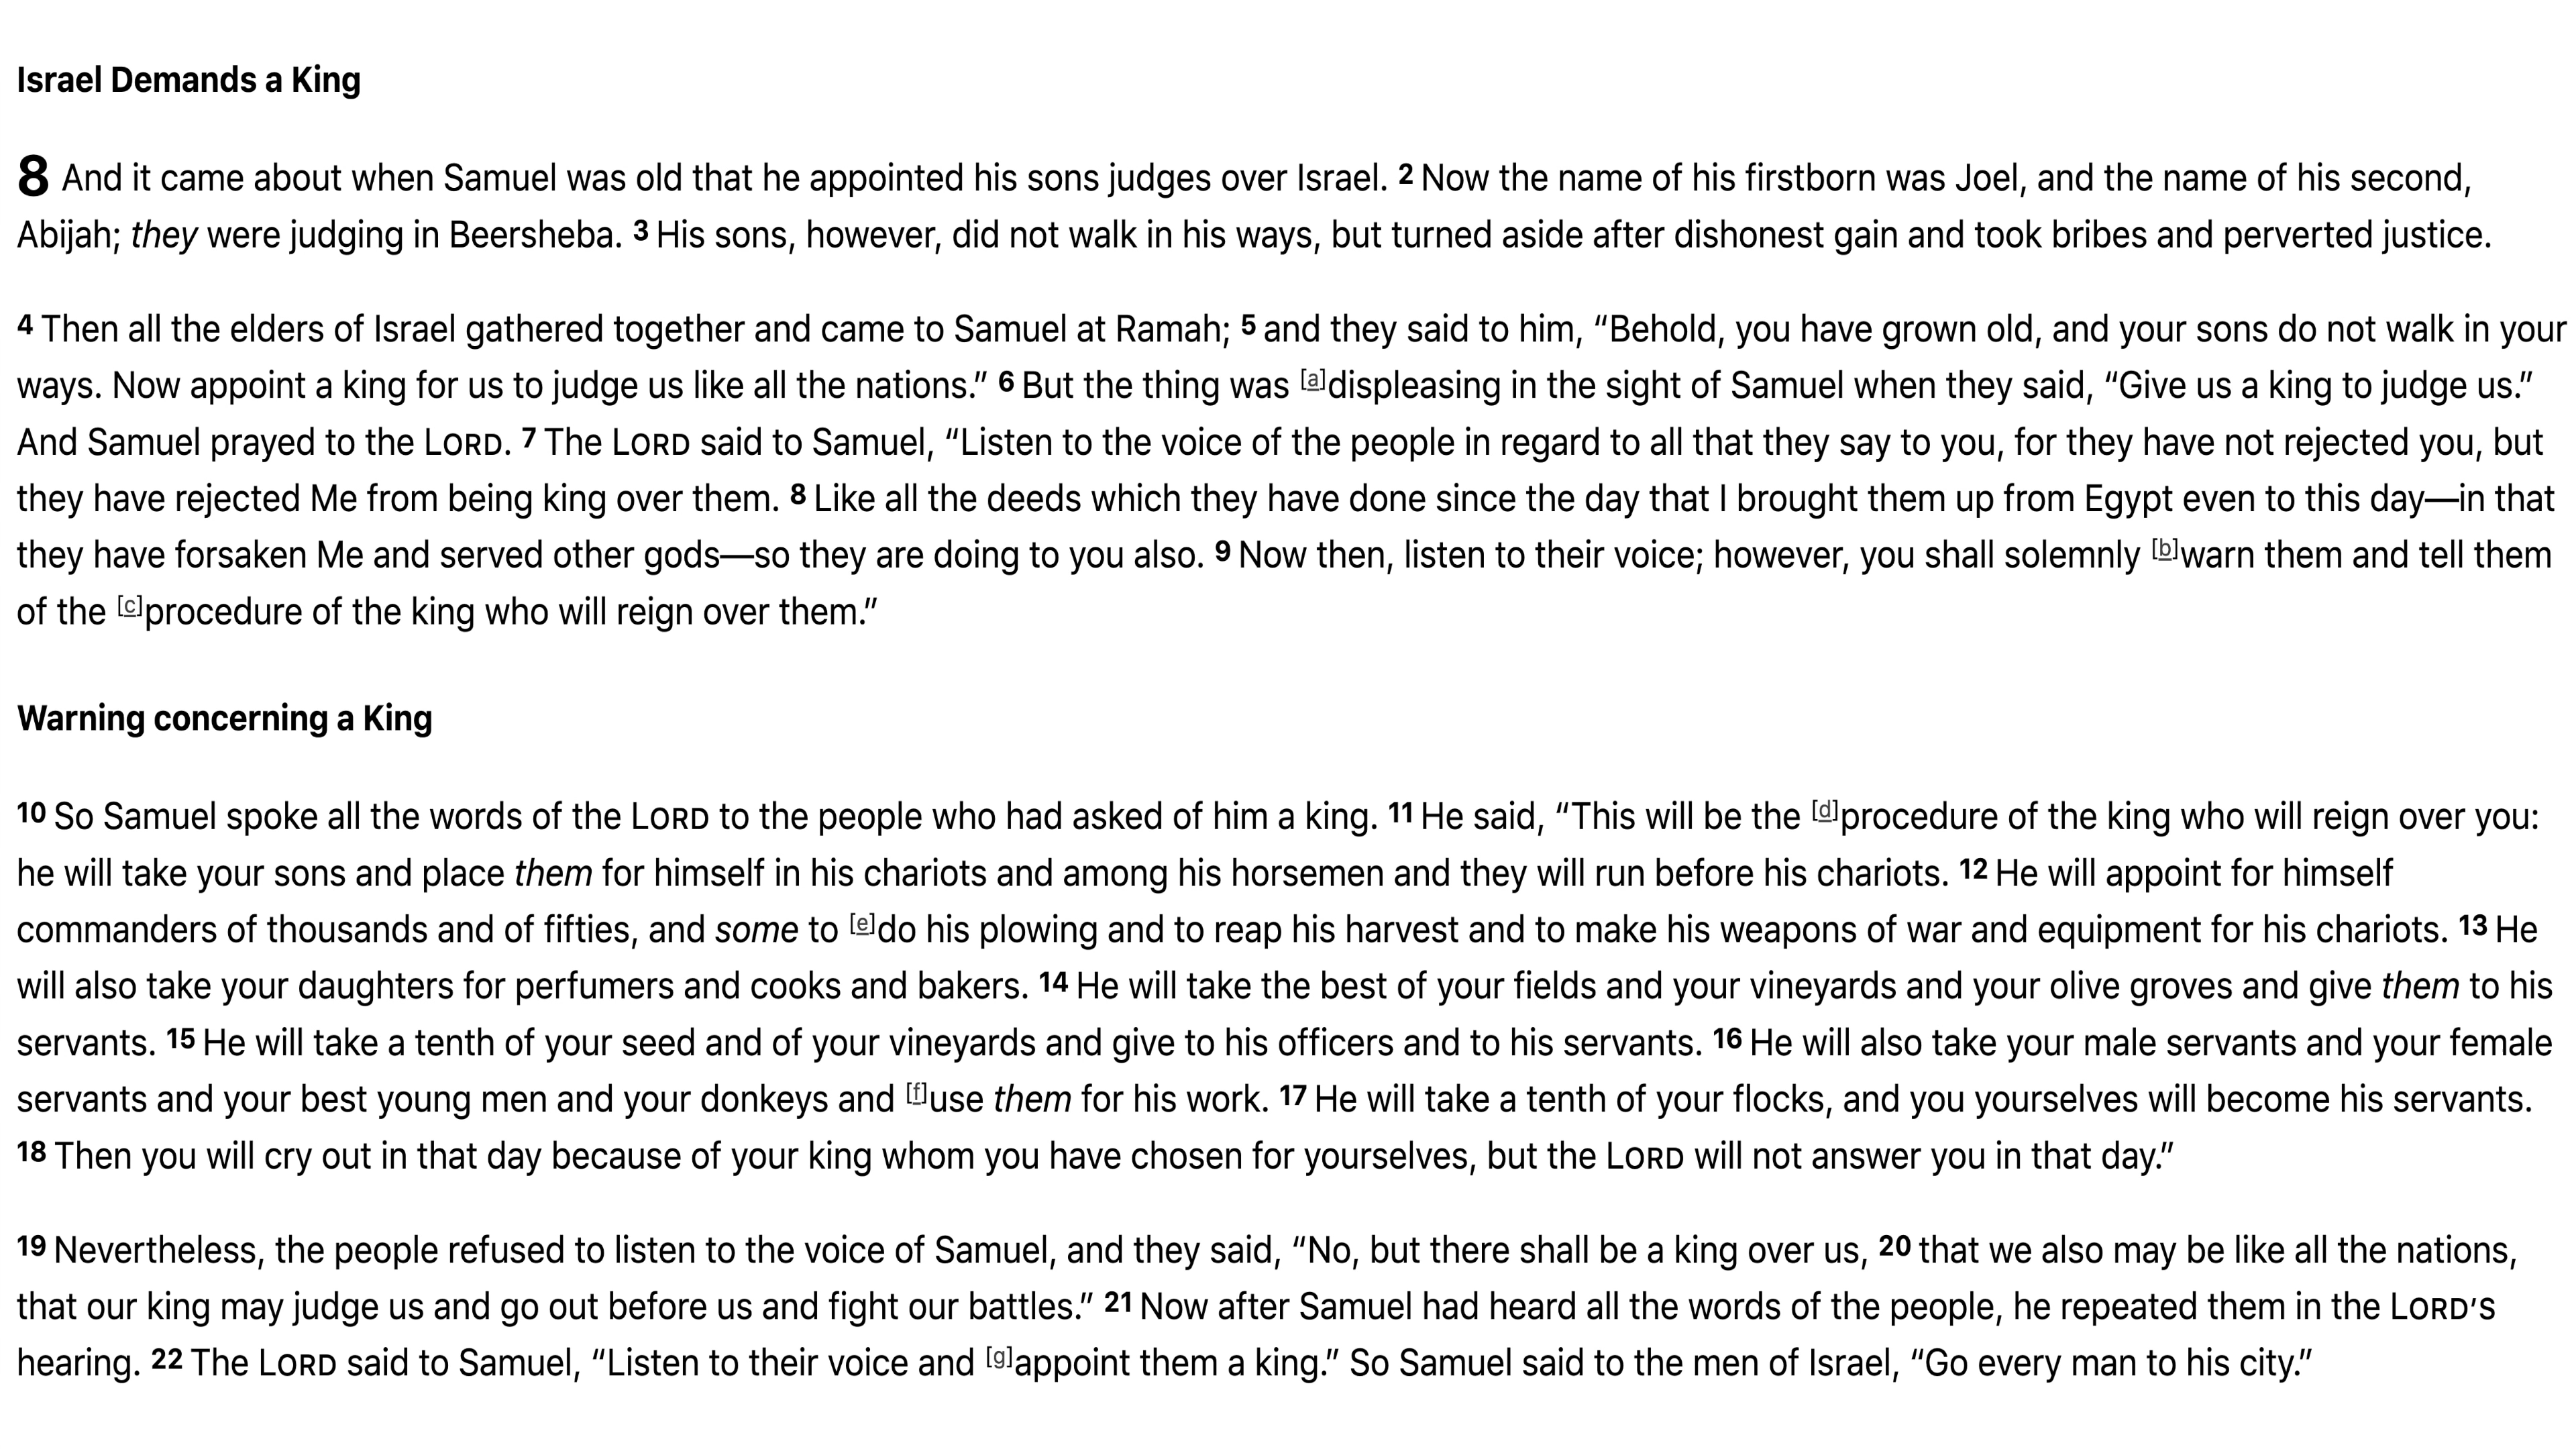 Israel Demands a King
8 And it came about when Samuel was old that he appointed his sons judges over Israel. 2 Now the name of his firstborn was Joel, and the name of his second,
Abijah; they were judging in Beersheba. 3 His sons, however, did not walk in his ways, but turned aside after dishonest gain and took bribes and perverted justice.
4 Then all the elders of Israel gathered together and came to Samuel at Ramah; 5 and they said to him, “Behold, you have grown old, and your sons do not walk in your
ways. Now appoint a king for us to judge us like all the nations.” 6 But the thing was [a]displeasing in the sight of Samuel when they said, “Give us a king to judge us.”
And Samuel prayed to the LORD. 7 The LORD said to Samuel, “Listen to the voice of the people in regard to all that they say to you, for they have not rejected you, but
they have rejected Me from being king over them. 8 Like all the deeds which they have done since the day that I brought them up from Egypt even to this day—in that
they have forsaken Me and served other gods—so they are doing to you also. 9 Now then, listen to their voice; however, you shall solemnly [b]warn them and tell them
of the [c]procedure of the king who will reign over them.”
Warning concerning a King
10 So Samuel spoke all the words of the LORD to the people who had asked of him a king. 11 He said, “This will be the [d]procedure of the king who will reign over you:
he will take your sons and place them for himself in his chariots and among his horsemen and they will run before his chariots. 12 He will appoint for himself
commanders of thousands and of fifties, and some to [e]do his plowing and to reap his harvest and to make his weapons of war and equipment for his chariots. 13 He
will also take your daughters for perfumers and cooks and bakers. 14 He will take the best of your fields and your vineyards and your olive groves and give them to his
servants. 15 He will take a tenth of your seed and of your vineyards and give to his officers and to his servants. 16 He will also take your male servants and your female
servants and your best young men and your donkeys and [f]use them for his work. 17 He will take a tenth of your flocks, and you yourselves will become his servants.
18 Then you will cry out in that day because of your king whom you have chosen for yourselves, but the LORD will not answer you in that day.”
19 Nevertheless, the people refused to listen to the voice of Samuel, and they said, “No, but there shall be a king over us, 20 that we also may be like all the nations,
that our king may judge us and go out before us and fight our battles.” 21 Now after Samuel had heard all the words of the people, he repeated them in the LORD’S
hearing. 22 The LORD said to Samuel, “Listen to their voice and [g]appoint them a king.” So Samuel said to the men of Israel, “Go every man to his city.”